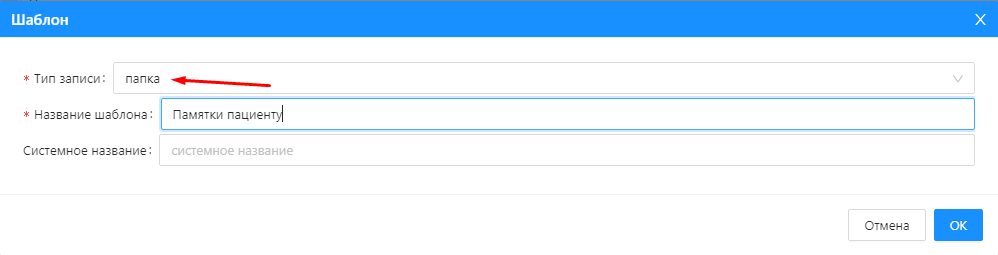 Шаблон X
* Тип записи: папка
* Название шаблона: Памятки пациенту
Системное название: системное название
Отмена OK